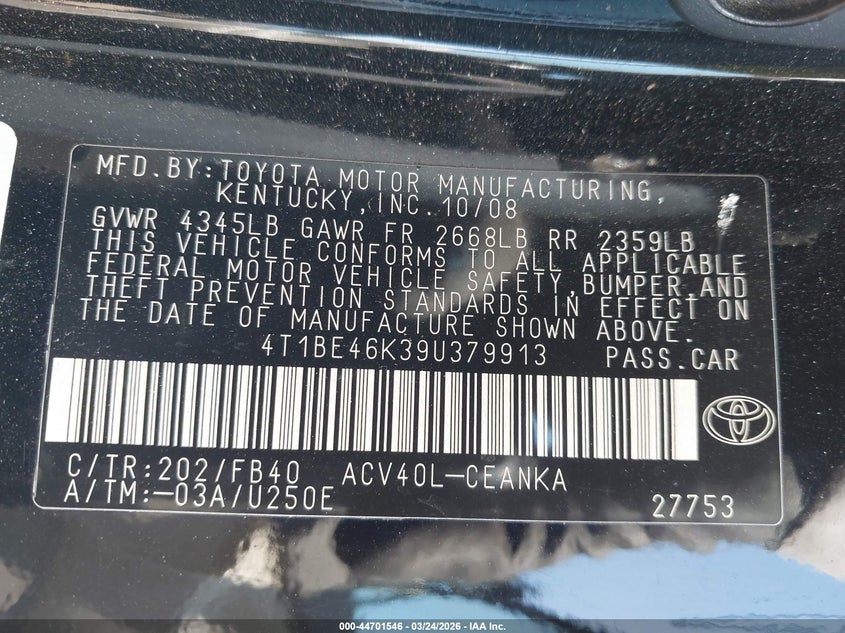 MFD.BY:TOYOTA MOTOR MANUFACTURING,
KENTUCKY,INC.10/08
GVWR 4345LB GAWR FR 2668LB RR 2359LB
THIS VEHICLE CONFORMS TO ALL APPLICABLE
FEDERAL MOTOR VEHICLE SAFETY,BUMPER,AND
THEFT PREVENTION STANDARDS IN EFFECT ON
THE DATE OF MANUFACTURE SHOWN ABOVE.
4T1BE46K39U379913 PASS.CAR
C/TR:202/FB40 ACV40L-CEANKA
A/TM:-03A/U250E 27753
000-44701546 - 03/24/2026 - IAA Inc.